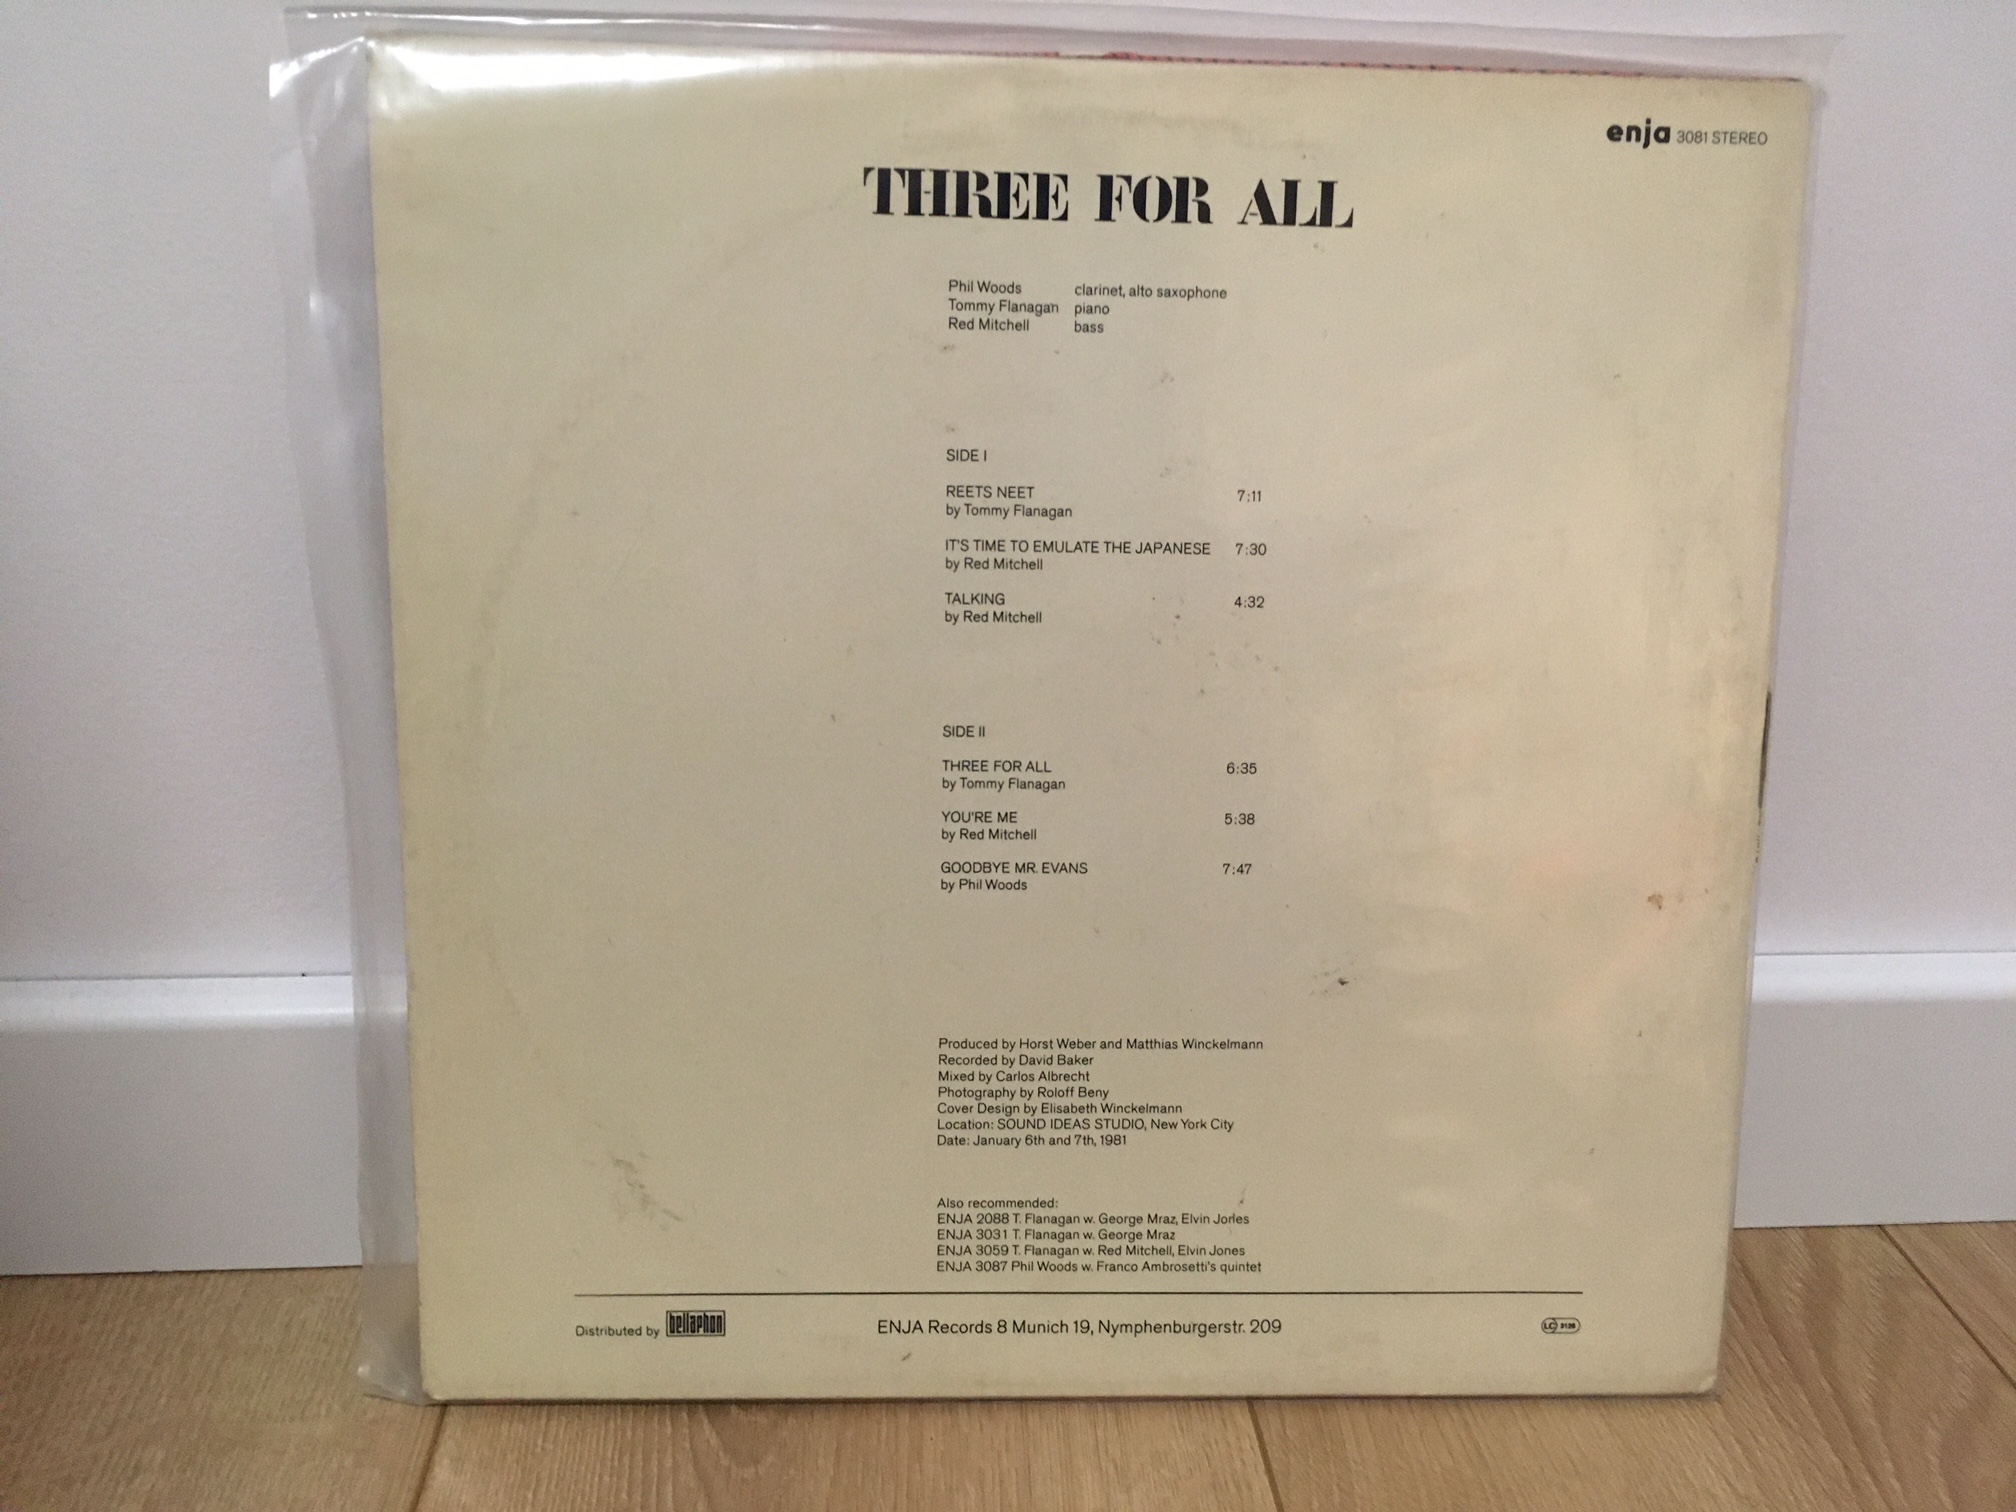 enja 3081 STEREO
THREE FOR ALL
Phil Woods clarinet, alto saxophone
Tommy Flanagan piano
Red Mitchell bass
SIDE I
REETS NEET 7:11
by Tommy Flanagan
IT'S TIME TO EMULATE THE JAPANESE 7:30
by Red Mitchell
TALKING 4:32
by Red Mitchell
SIDE II
THREE FOR ALL 6:35
by Tommy Flanagan
YOU'RE ME 5:38
by Red Mitchell
GOODBYE MR. EVANS 7:47
by Phil Woods
Produced by Horst Weber and Matthias Winckelmann
Recorded by David Baker
Mixed by Carlos Albrecht
Photography by Roloff Beny
Cover Design by Elisabeth Winckelmann
Location: SOUND IDEAS STUDIO, New York City
Date: January 6th and 7th, 1981
Also recommended:
ENJA 2088 T. Flanagan w. George Mraz, Elvin Jones
ENJA 3031 T. Flanagan w. George Mraz
ENJA 3059 T. Flanagan w. Red Mitchell, Elvin Jones
ENJA 3087 Phil Woods w. Franco Ambrosetti's quintet
Distributed by bellaphon
ENJA Records 8 Munich 19, Nymphenburgerstr. 209
LC